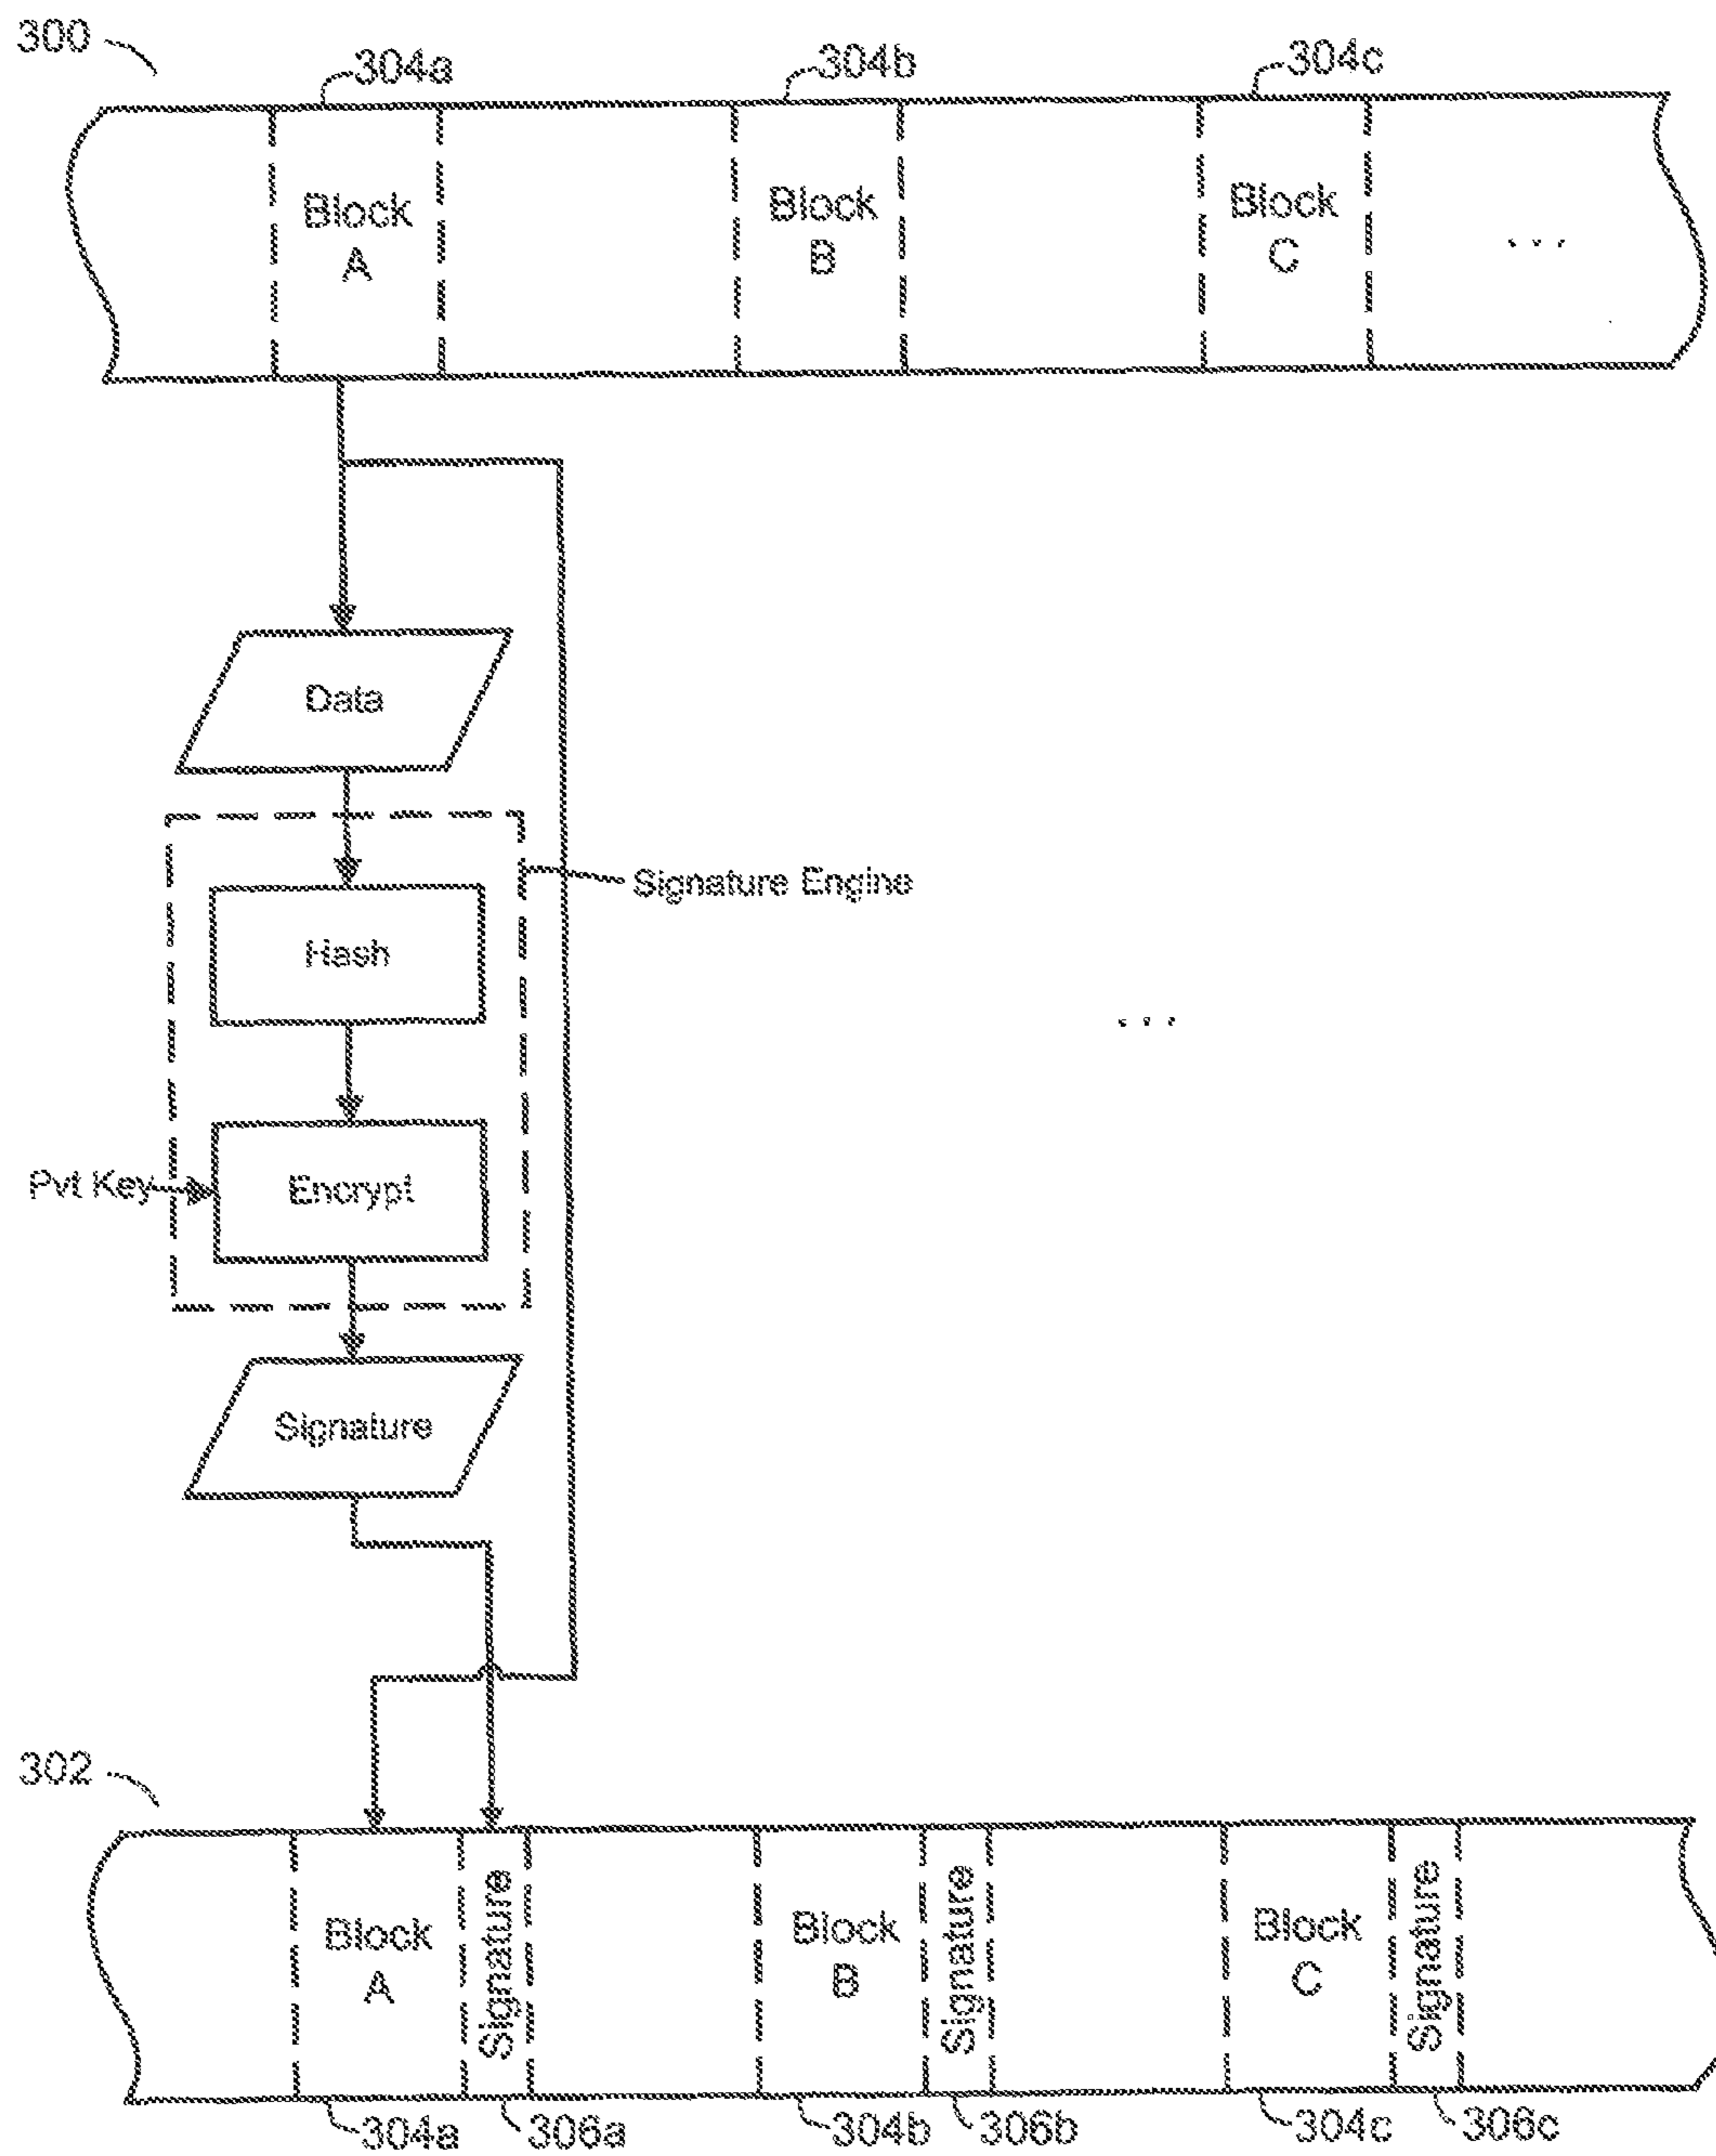 300
304a
304b
304c
Block
A
Block
B
Block
C
...
Data
Signature Engine
Hash
...
Pvt Key
Encrypt
Signature
302
Block
A
Signature
Block
B
Signature
Block
C
Signature
304a
306a
304b
306b
304c
306c